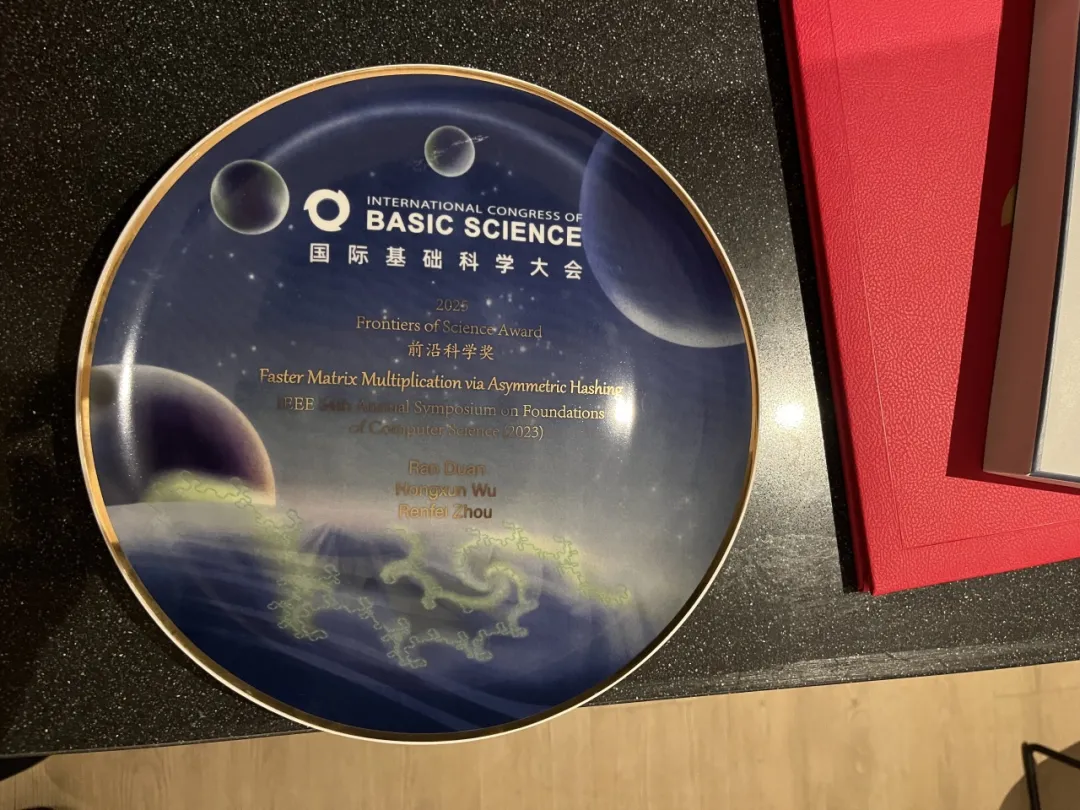 INTERNATIONAL CONGRESS OF
BASIC SCIENCE
国际基础科学大会
2025
Frontiers of Science Award
前沿科学奖
Faster Matrix Multiplication via Asymmetric Hashing
IEEE 64th Annual Symposium on Foundations
of Computer Science (2023)
Ran Duan
Hongxun Wu
Renfei Zhou